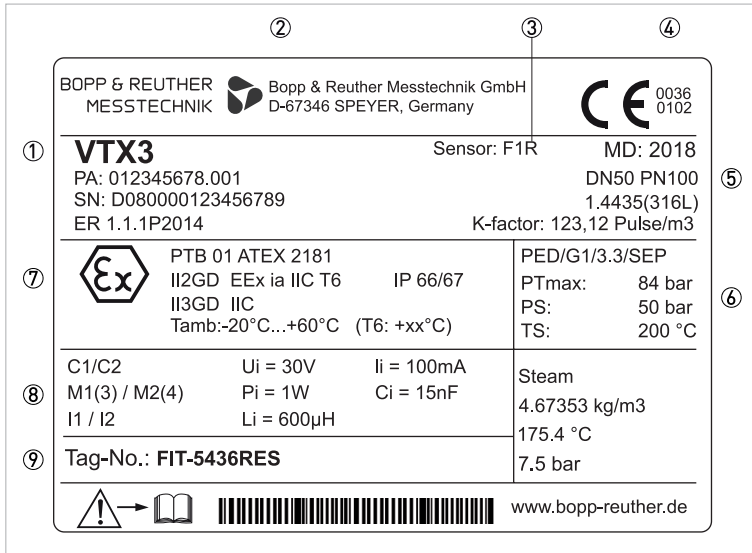 ② ③ ④
BOPP & REUTHER
MESSTECHNIK
Bopp & Reuther Messtechnik GmbH
D-67346 SPEYER, Germany
CE 0036
0102
① VTX3 Sensor: F1R MD: 2018
PA: 012345678.001 DN50 PN100 ⑤
SN: D080000123456789 1.4435(316L)
ER 1.1.1P2014 K-factor: 123,12 Pulse/m3
⑦ Ex PTB 01 ATEX 2181
II2GD EEx ia IIC T6 IP 66/67
II3GD IIC
Tamb:-20°C...+60°C (T6: +xx°C)
PED/G1/3.3/SEP
PTmax: 84 bar
PS: 50 bar ⑥
TS: 200 °C
C1/C2 Ui = 30V Ii = 100mA
⑧ M1(3) / M2(4) Pi = 1W Ci = 15nF
I1 / I2 Li = 600µH
Steam
4.67353 kg/m3
175.4 °C
7.5 bar
⑨ Tag-No.: FIT-5436RES
www.bopp-reuther.de